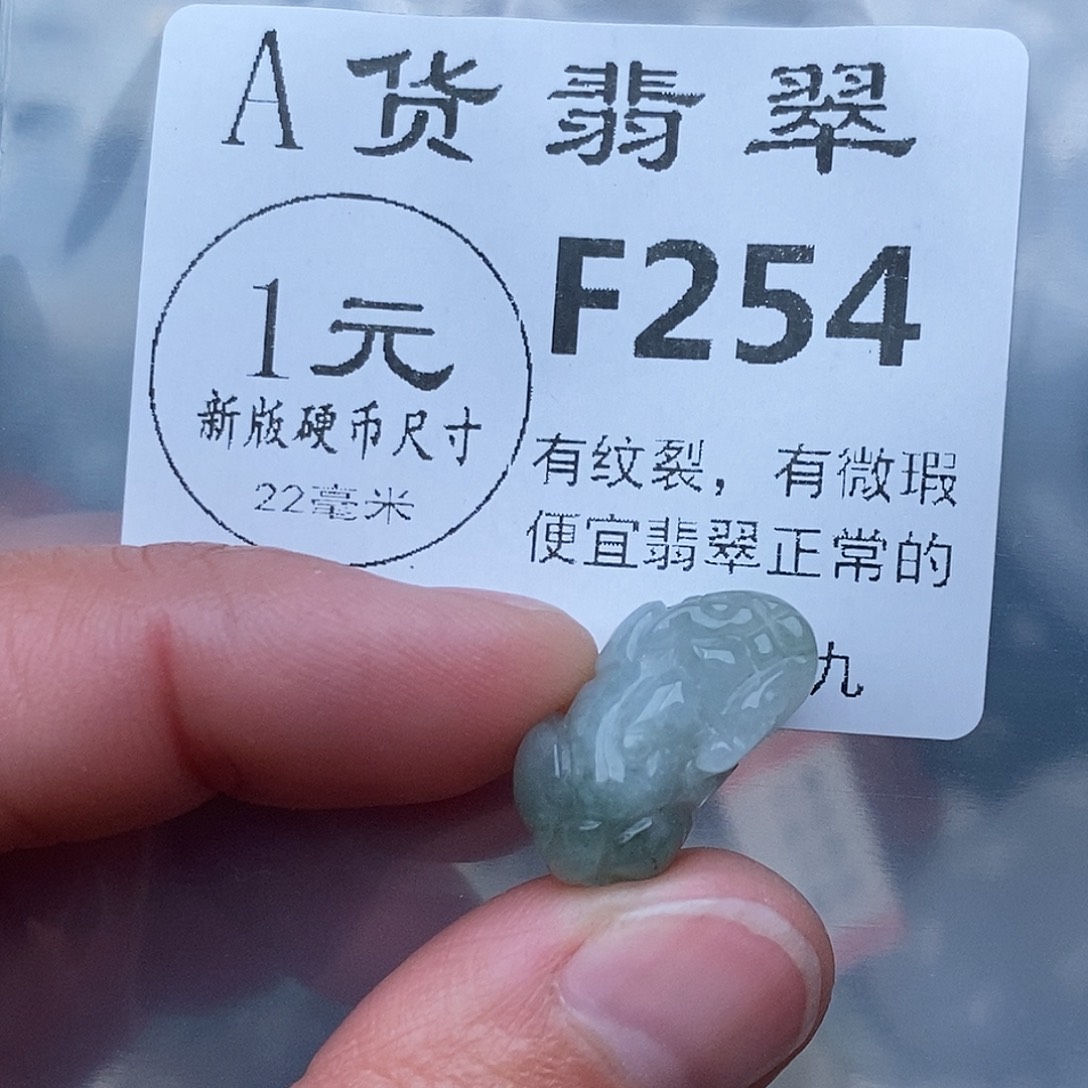 A货翡翠
F254
1元
新版硬币尺寸
22毫米
有纹裂，有微瑕
便宜翡翠正常的
九